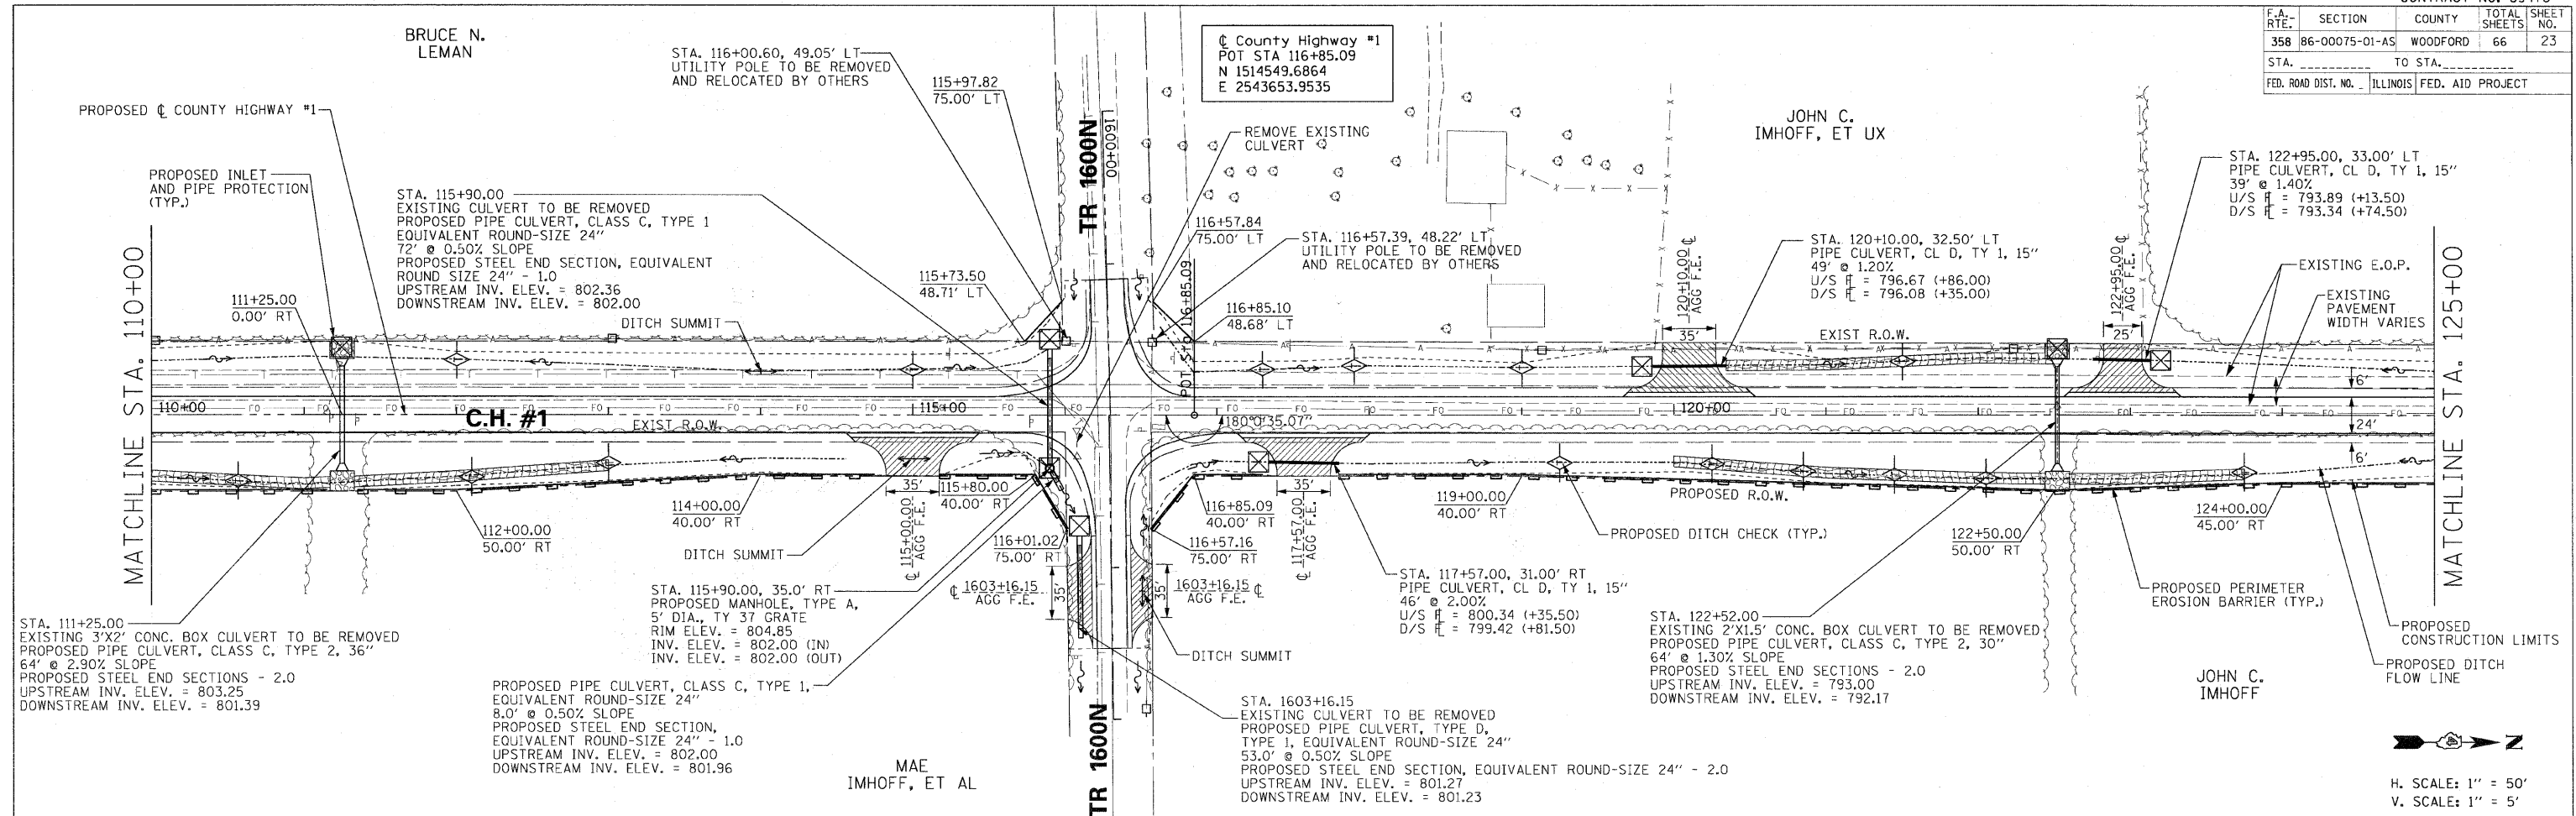 F.A. RTE. SECTION COUNTY TOTAL SHEETS SHEET NO.
358 86-00075-01-AS WOODFORD 66 23
STA. __________ TO STA. __________
FED. ROAD DIST. NO. _ ILLINOIS FED. AID PROJECT
BRUCE N.
LEMAN
STA. 116+00.60, 49.05' LT
UTILITY POLE TO BE REMOVED
AND RELOCATED BY OTHERS
115+97.82
75.00' LT
℄ County Highway #1
POT STA 116+85.09
N 1514549.6864
E 2543653.9535
PROPOSED ℄ COUNTY HIGHWAY #1
TR 1600N
1600+00
REMOVE EXISTING
CULVERT
JOHN C.
IMHOFF, ET UX
PROPOSED INLET
AND PIPE PROTECTION
(TYP.)
STA. 115+90.00
EXISTING CULVERT TO BE REMOVED
PROPOSED PIPE CULVERT, CLASS C, TYPE 1
EQUIVALENT ROUND-SIZE 24"
72' @ 0.50% SLOPE
PROPOSED STEEL END SECTION, EQUIVALENT
ROUND SIZE 24" - 1.0
UPSTREAM INV. ELEV. = 802.36
DOWNSTREAM INV. ELEV. = 802.00
STA. 122+95.00, 33.00' LT
PIPE CULVERT, CL D, TY 1, 15"
39' @ 1.40%
U/S FL = 793.89 (+13.50)
D/S FL = 793.34 (+74.50)
116+57.84
75.00' LT
STA. 116+57.39, 48.22' LT
UTILITY POLE TO BE REMOVED
AND RELOCATED BY OTHERS
STA. 120+10.00, 32.50' LT
PIPE CULVERT, CL D, TY 1, 15"
49' @ 1.20%
U/S FL = 796.67 (+86.00)
D/S FL = 796.08 (+35.00)
MATCHLINE STA. 110+00
111+25.00
0.00' RT
DITCH SUMMIT
115+73.50
48.71' LT
POT STA 116+85.09
116+85.10
48.68' LT
120+10.00 ℄
AGG F.E.
35'
EXIST R.O.W.
122+95.00 ℄
AGG F.E.
25'
EXISTING E.O.P.
EXISTING
PAVEMENT
WIDTH VARIES
MATCHLINE STA. 125+00
110+00
C.H. #1
EXIST R.O.W.
115+00
180°0'35.07"
120+00
6'
24'
6'
112+00.00
50.00' RT
114+00.00
40.00' RT
DITCH SUMMIT
35'
℄ 115+00.00
AGG F.E.
115+80.00
40.00' RT
116+01.02
75.00' RT
116+85.09
40.00' RT
116+57.16
75.00' RT
35'
℄ 117+57.00
AGG F.E.
119+00.00
40.00' RT
PROPOSED DITCH CHECK (TYP.)
PROPOSED R.O.W.
122+50.00
50.00' RT
124+00.00
45.00' RT
℄ 1603+16.15
AGG F.E.
35'
35'
1603+16.15 ℄
AGG F.E.
STA. 117+57.00, 31.00' RT
PIPE CULVERT, CL D, TY 1, 15"
46' @ 2.00%
U/S FL = 800.34 (+35.50)
D/S FL = 799.42 (+81.50)
PROPOSED PERIMETER
EROSION BARRIER (TYP.)
STA. 115+90.00, 35.0' RT
PROPOSED MANHOLE, TYPE A,
5' DIA., TY 37 GRATE
RIM ELEV. = 804.85
INV. ELEV. = 802.00 (IN)
INV. ELEV. = 802.00 (OUT)
STA. 111+25.00
EXISTING 3'X2' CONC. BOX CULVERT TO BE REMOVED
PROPOSED PIPE CULVERT, CLASS C, TYPE 2, 36"
64' @ 2.90% SLOPE
PROPOSED STEEL END SECTIONS - 2.0
UPSTREAM INV. ELEV. = 803.25
DOWNSTREAM INV. ELEV. = 801.39
STA. 122+52.00
EXISTING 2'X1.5' CONC. BOX CULVERT TO BE REMOVED
PROPOSED PIPE CULVERT, CLASS C, TYPE 2, 30"
64' @ 1.30% SLOPE
PROPOSED STEEL END SECTIONS - 2.0
UPSTREAM INV. ELEV. = 793.00
DOWNSTREAM INV. ELEV. = 792.17
PROPOSED
CONSTRUCTION LIMITS
PROPOSED DITCH
FLOW LINE
DITCH SUMMIT
JOHN C.
IMHOFF
PROPOSED PIPE CULVERT, CLASS C, TYPE 1,
EQUIVALENT ROUND-SIZE 24"
8.0' @ 0.50% SLOPE
PROPOSED STEEL END SECTION,
EQUIVALENT ROUND-SIZE 24" - 1.0
UPSTREAM INV. ELEV. = 802.00
DOWNSTREAM INV. ELEV. = 801.96
STA. 1603+16.15
EXISTING CULVERT TO BE REMOVED
PROPOSED PIPE CULVERT, TYPE D,
TYPE 1, EQUIVALENT ROUND-SIZE 24"
53.0' @ 0.50% SLOPE
PROPOSED STEEL END SECTION, EQUIVALENT ROUND-SIZE 24" - 2.0
UPSTREAM INV. ELEV. = 801.27
DOWNSTREAM INV. ELEV. = 801.23
MAE
IMHOFF, ET AL
TR 1600N
N
H. SCALE: 1" = 50'
V. SCALE: 1" = 5'